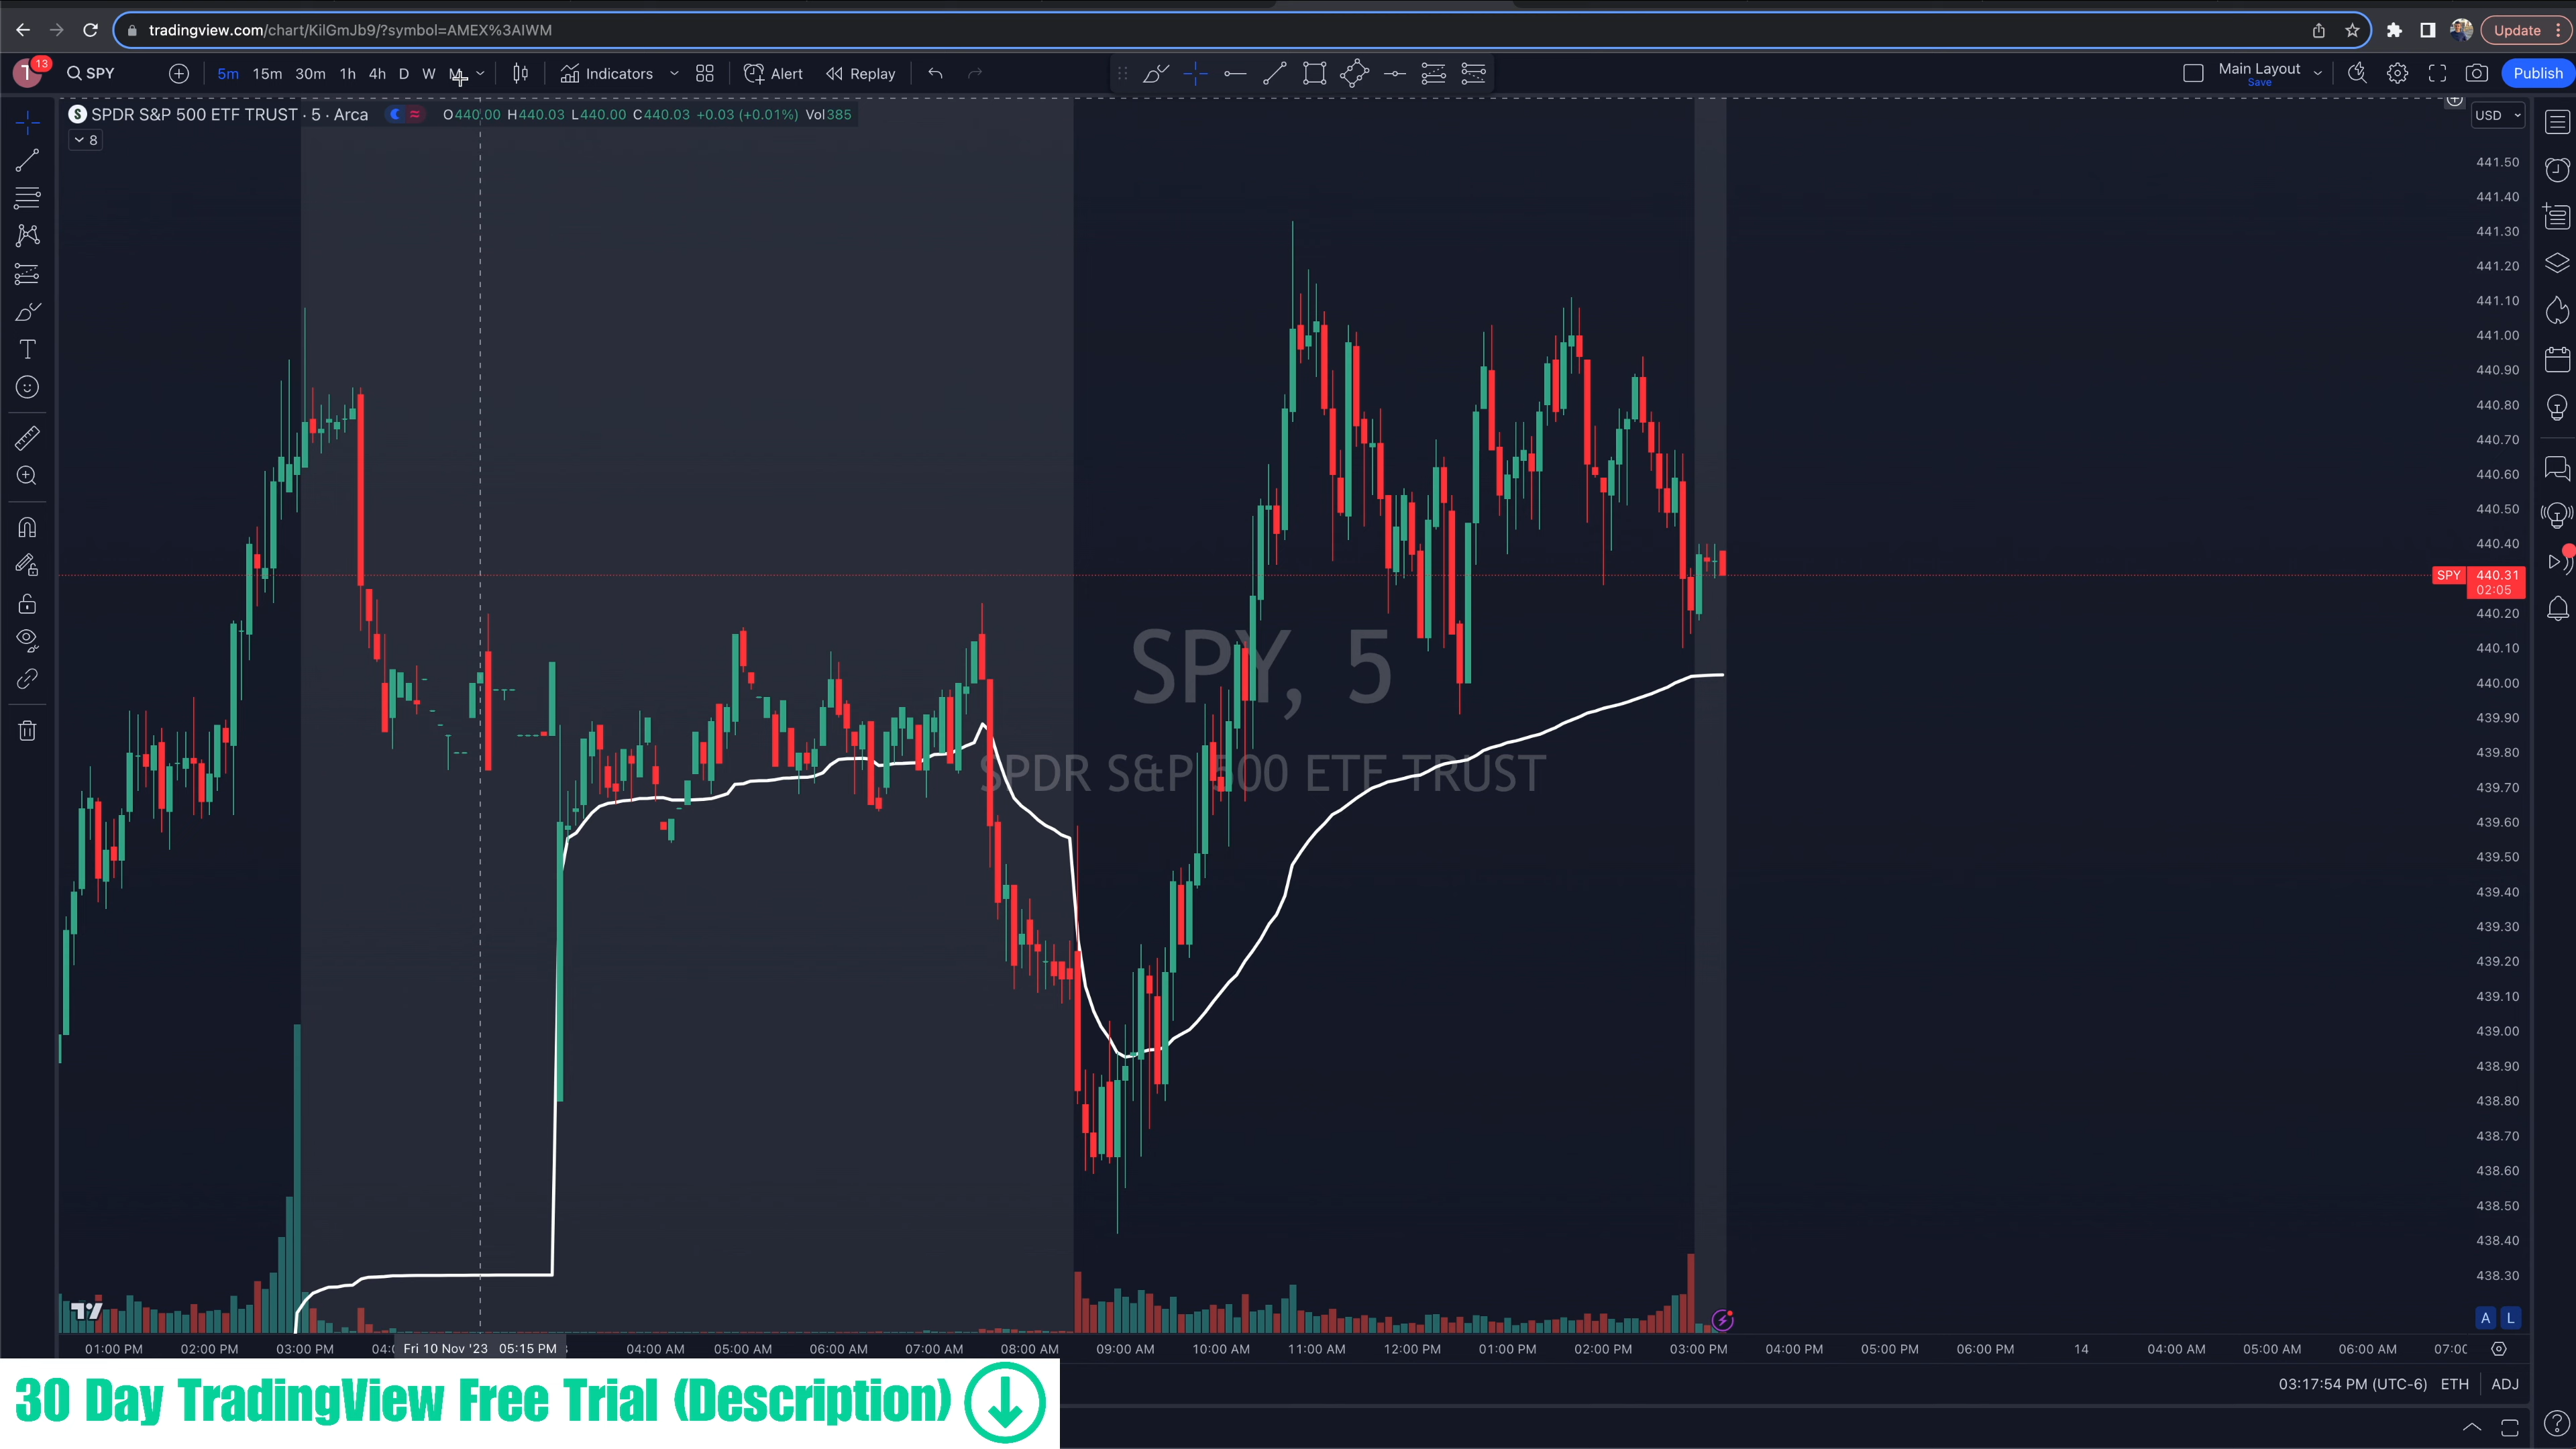 tradingview.com/chart/KilGmJb9/?symbol=AMEX%3AIWM
Update
T 13 SPY 5m 15m 30m 1h 4h D W M Indicators Alert Replay Main Layout Save Publish
S SPDR S&P 500 ETF TRUST · 5 · Arca O440.00 H440.03 L440.00 C440.03 +0.03 (+0.01%) Vol385
USD
8
441.50
441.40
441.30
441.20
441.10
441.00
440.90
440.80
440.70
440.60
440.50
440.40
SPY 440.31
02:05
440.20
440.10
440.00
439.90
439.80
439.70
439.60
439.50
439.40
439.30
439.20
439.10
439.00
438.90
438.80
438.70
438.60
438.50
438.40
438.30
SPY, 5
SPDR S&P 500 ETF TRUST
A L
01:00 PM 02:00 PM 03:00 PM 04:0 Fri 10 Nov '23 05:15 PM 04:00 AM 05:00 AM 06:00 AM 07:00 AM 08:00 AM 09:00 AM 10:00 AM 11:00 AM 12:00 PM 01:00 PM 02:00 PM 03:00 PM 04:00 PM 05:00 PM 06:00 PM 14 04:00 AM 05:00 AM 06:00 AM 07:00
03:17:54 PM (UTC-6) ETH ADJ
30 Day TradingView Free Trial (Description)